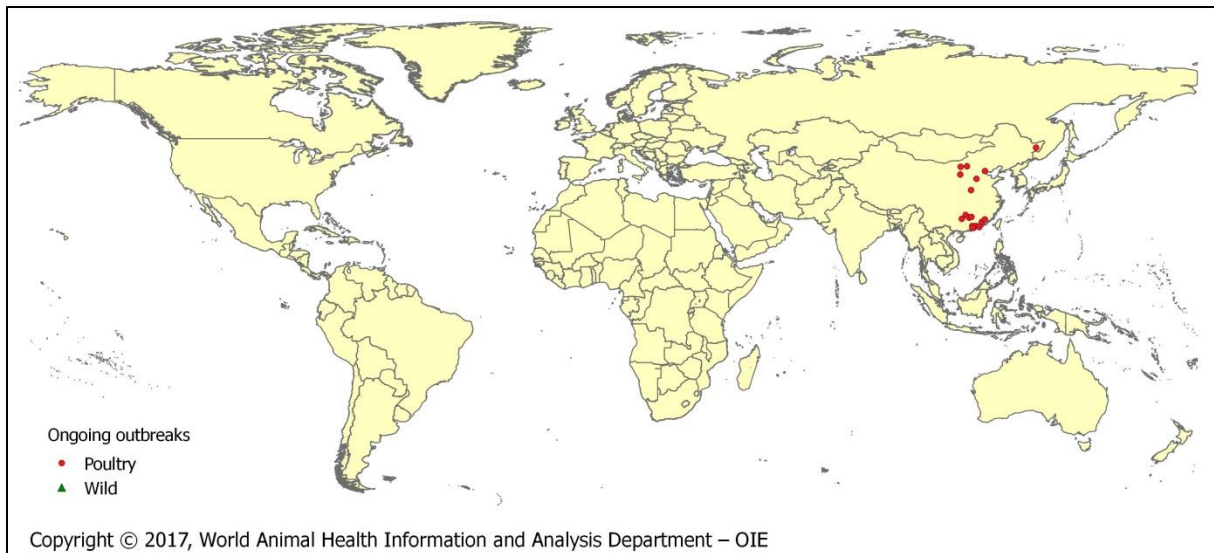 Ongoing outbreaks
Poultry
Wild
Copyright © 2017, World Animal Health Information and Analysis Department – OIE